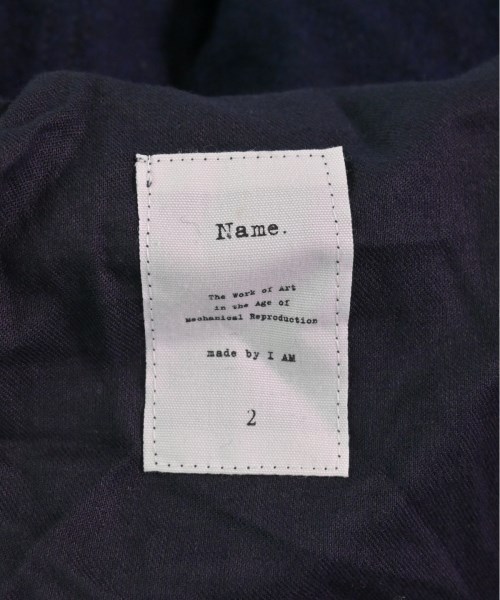 Name.
The Work of Art
in the Age of
Mechanical Reproduction
made by I AM
2